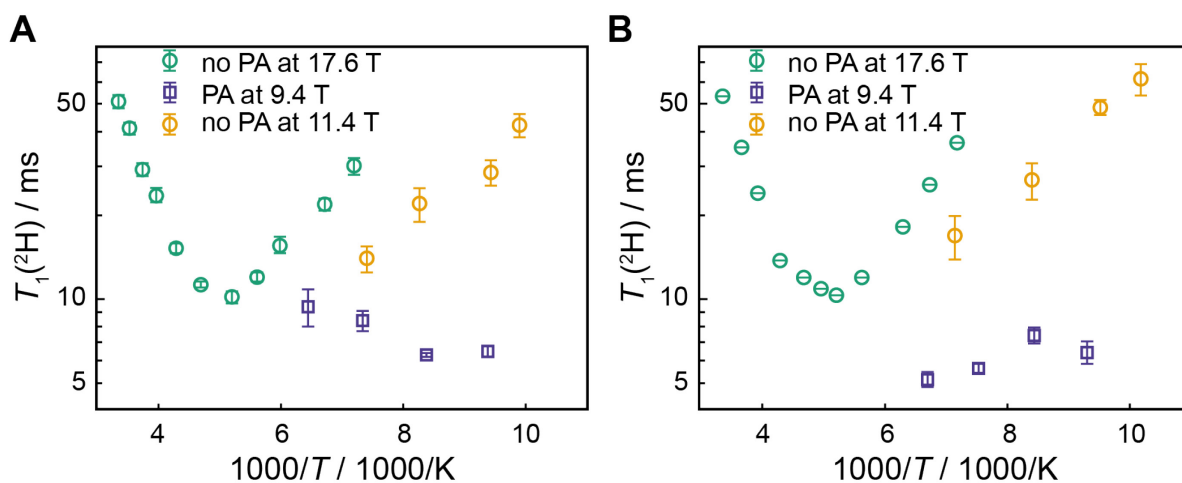 A
no PA at 17.6 T
PA at 9.4 T
no PA at 11.4 T
50
10
5
T₁(²H) / ms
4 6 8 10
1000/T / 1000/K
B
no PA at 17.6 T
PA at 9.4 T
no PA at 11.4 T
50
10
5
T₁(²H) / ms
4 6 8 10
1000/T / 1000/K